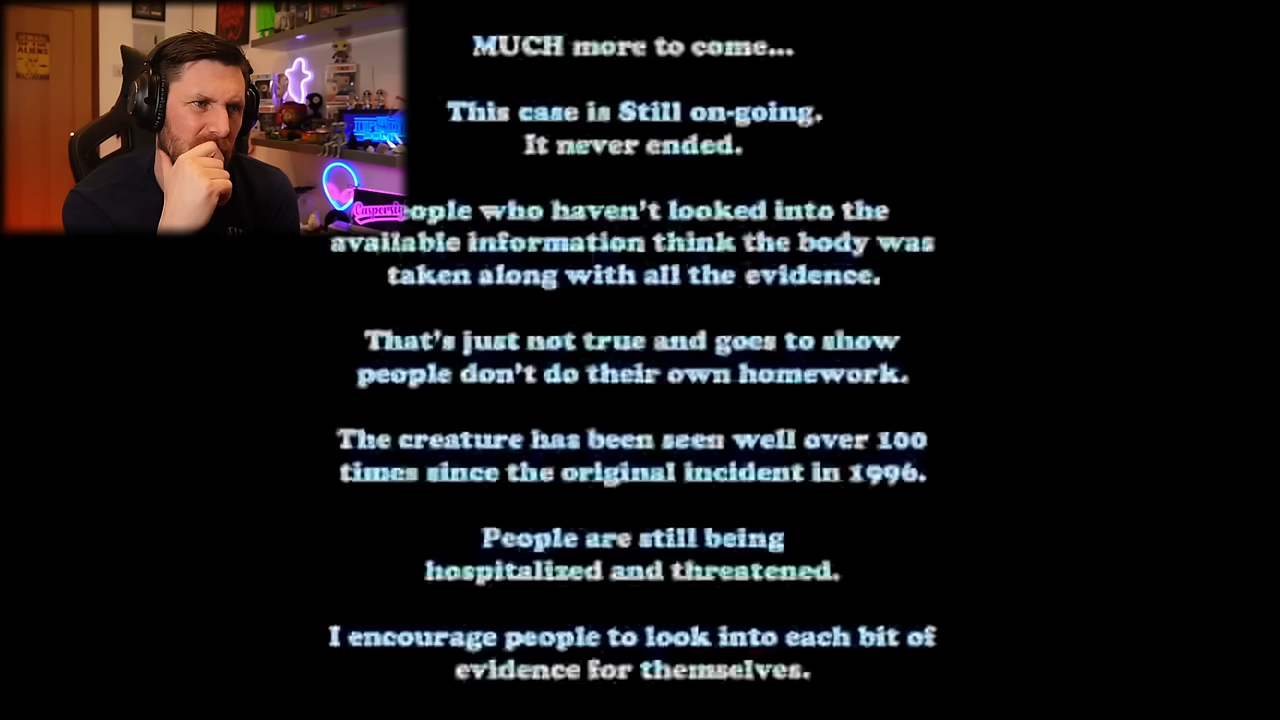 MUCH more to come...
This case is Still on-going.
It never ended.
eople who haven't looked into the
available information think the body was
taken along with all the evidence.
That's just not true and goes to show
people don't do their own homework.
The creature has been seen well over 100
times since the original incident in 1996.
People are still being
hospitalized and threatened.
I encourage people to look into each bit of
evidence for themselves.
Caspersight